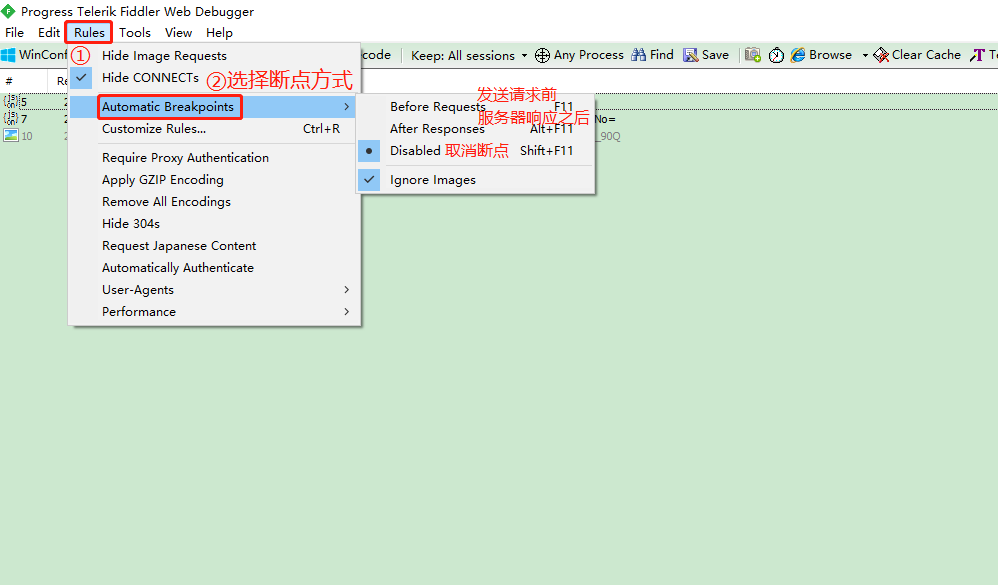 Progress Telerik Fiddler Web Debugger
File Edit Rules Tools View Help
WinConf
code Keep: All sessions Any Process Find Save Browse Clear Cache
①
Hide Image Requests
#
Hide CONNECTs
②选择断点方式
5
Automatic Breakpoints
7
Customize Rules... Ctrl+R
10
Require Proxy Authentication
Apply GZIP Encoding
Remove All Encodings
Hide 304s
Request Japanese Content
Automatically Authenticate
User-Agents
Performance
发送请求前
Before Requests F11
服务器响应之后
After Responses Alt+F11
Disabled 取消断点 Shift+F11
Ignore Images
No=
_90Q